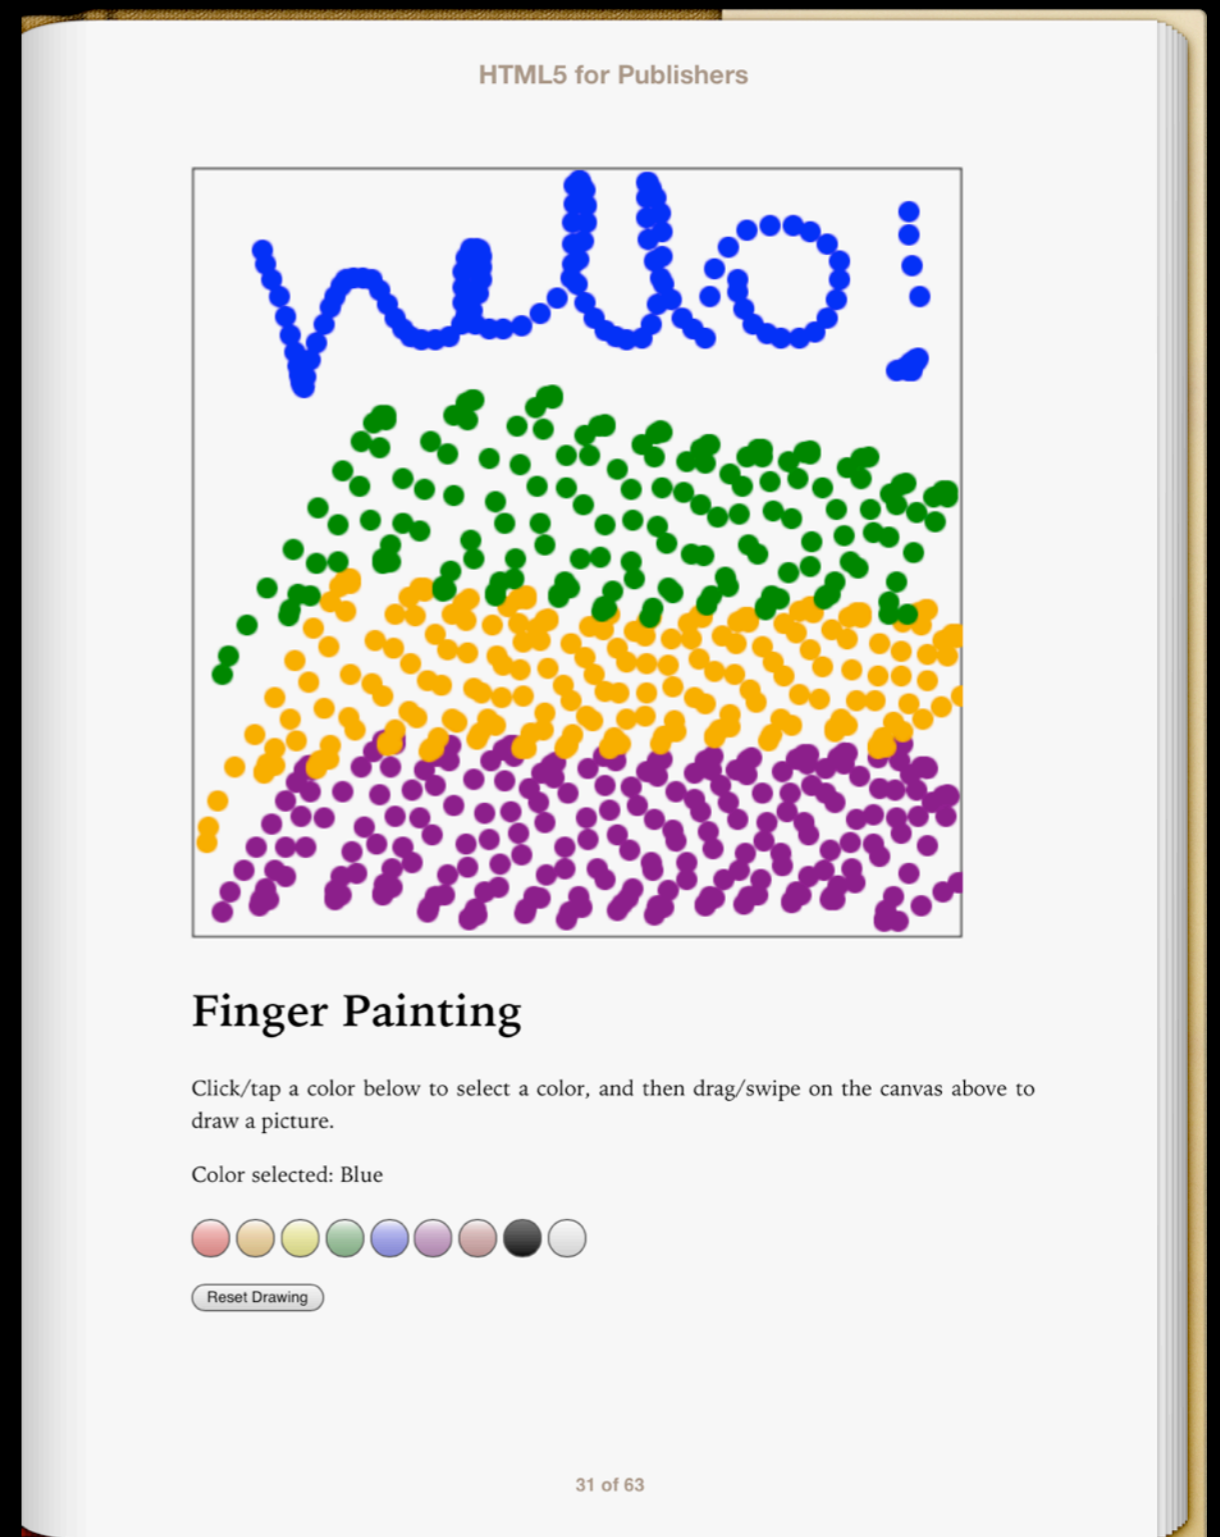 HTML5 for Publishers
hello!
Finger Painting
Click/tap a color below to select a color, and then drag/swipe on the canvas above to
draw a picture.
Color selected: Blue
Reset Drawing
31 of 63